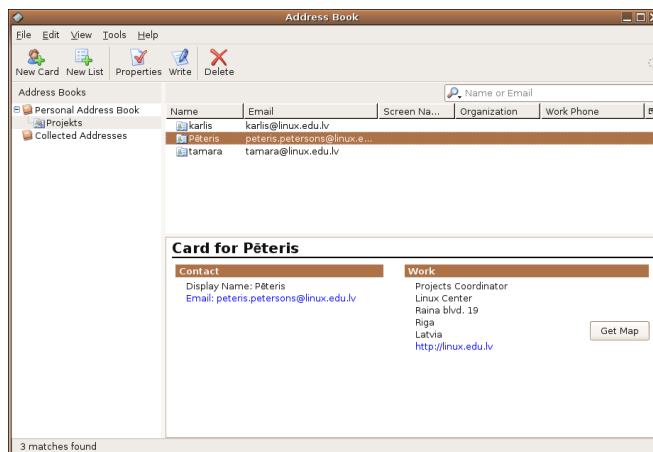 Address Book
File Edit View Tools Help
New Card New List Properties Write Delete
Address Books
Name or Email
Personal Address Book
Projekts
Collected Addresses
Name Email Screen Na... Organization Work Phone
karlis karlis@linux.edu.lv
Pēteris peteris.petersons@linux.e...
tamara tamara@linux.edu.lv
Card for Pēteris
Contact
Display Name: Pēteris
Email: peteris.petersons@linux.edu.lv
Work
Projects Coordinator
Linux Center
Raina blvd. 19
Riga
Latvia
http://linux.edu.lv
Get Map
3 matches found